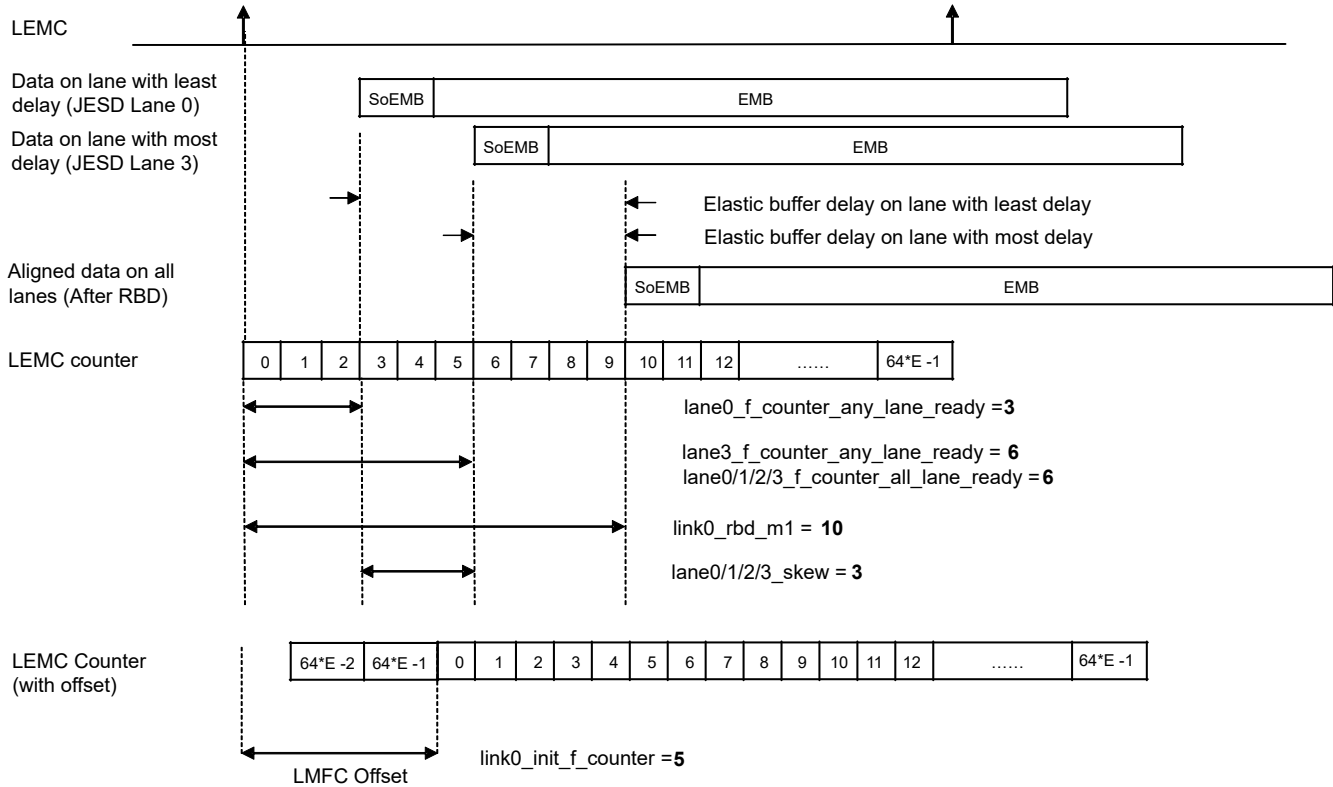 LEMC
Data on lane with least
delay (JESD Lane 0)
SoEMB EMB
Data on lane with most
delay (JESD Lane 3)
SoEMB EMB
Elastic buffer delay on lane with least delay
Elastic buffer delay on lane with most delay
Aligned data on all
lanes (After RBD)
SoEMB EMB
LEMC counter
0 1 2 3 4 5 6 7 8 9 10 11 12 …… 64*E -1
lane0_f_counter_any_lane_ready =3
lane3_f_counter_any_lane_ready = 6
lane0/1/2/3_f_counter_all_lane_ready =6
link0_rbd_m1 = 10
lane0/1/2/3_skew = 3
LEMC Counter
(with offset)
64*E -2 64*E -1 0 1 2 3 4 5 6 7 8 9 10 11 12 …… 64*E -1
link0_init_f_counter =5
LMFC Offset